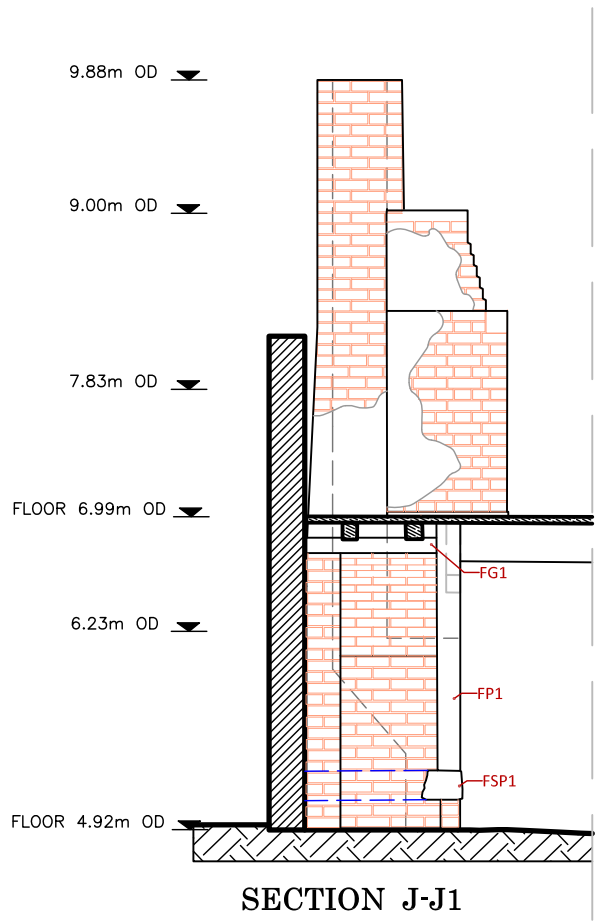 9.88m OD
9.00m OD
7.83m OD
FLOOR 6.99m OD
FG1
6.23m OD
FP1
FSP1
FLOOR 4.92m OD
SECTION J-J1